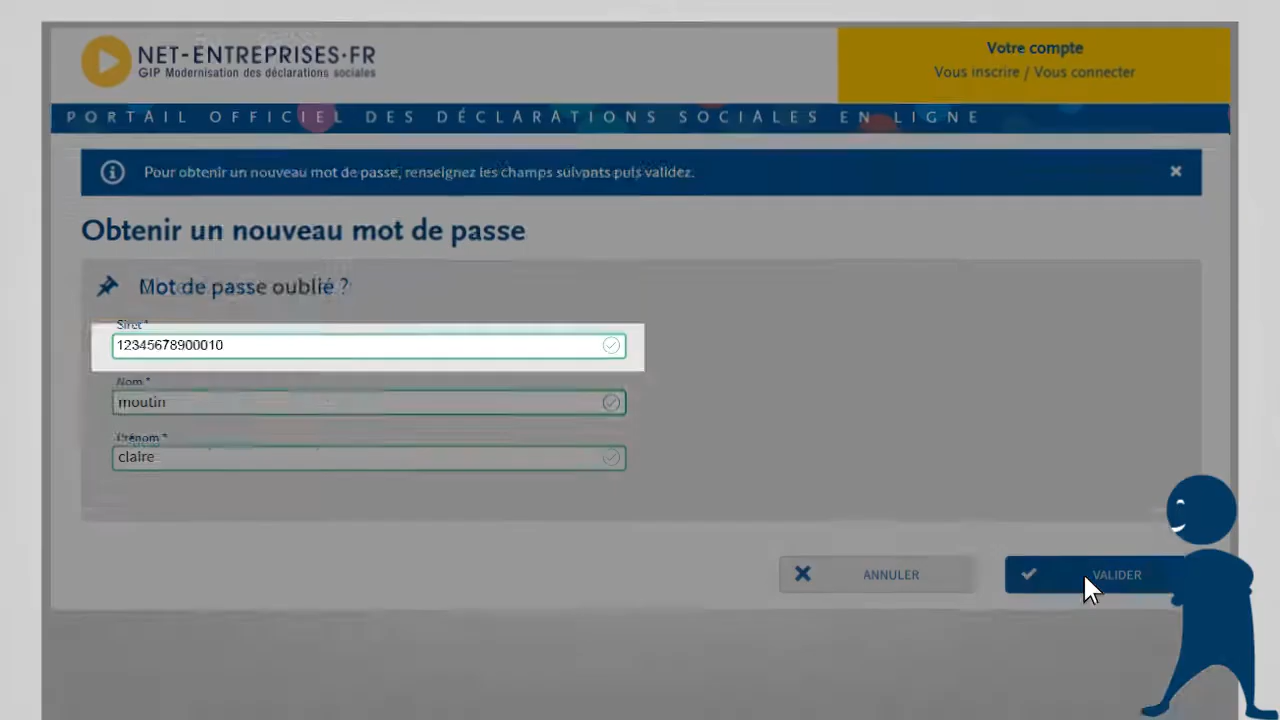 NET-ENTREPRISES·FR
GIP Modernisation des déclarations sociales
Votre compte
Vous inscrire / Vous connecter
PORTAIL OFFICIEL DES DÉCLARATIONS SOCIALES EN LIGNE
Pour obtenir un nouveau mot de passe, renseignez les champs suivants puis validez.
Obtenir un nouveau mot de passe
Mot de passe oublié ?
Siret *
12345678900010
Nom *
moutin
Prénom *
claire
ANNULER
VALIDER